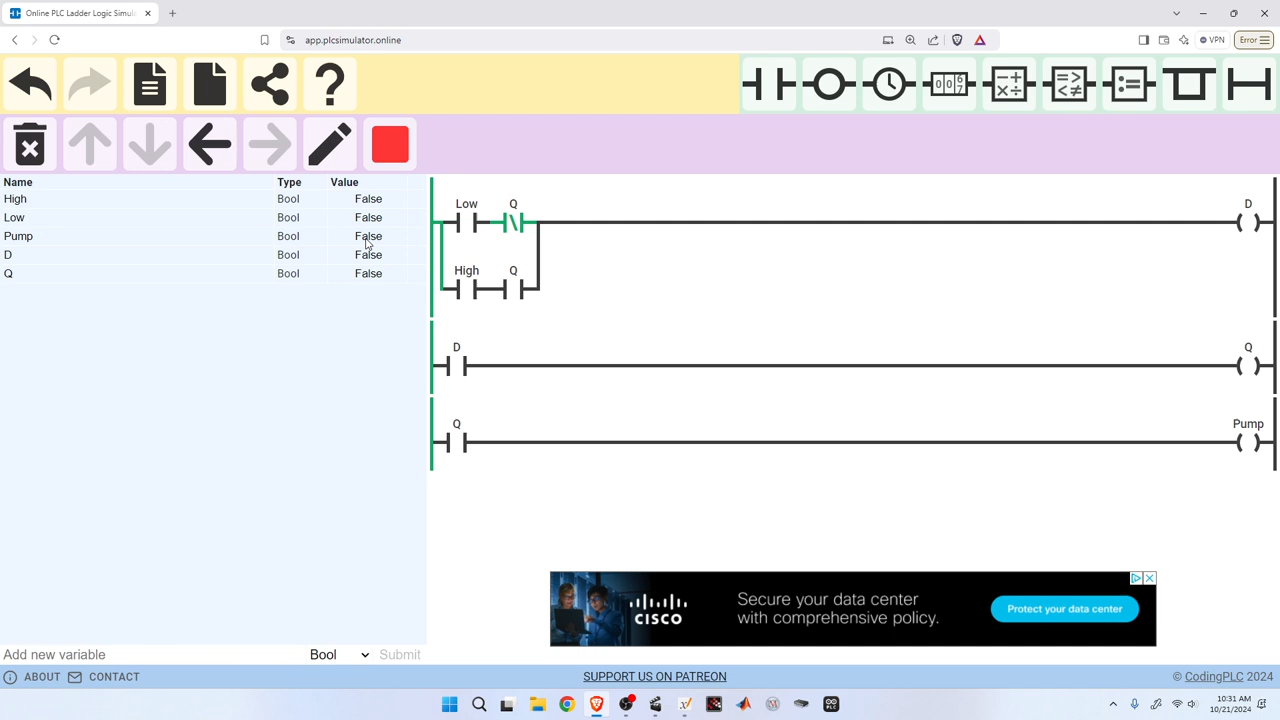 Online PLC Ladder Logic Simul
app.plcsimulator.online
VPN
Error
Name Type Value
High Bool False
Low Bool False
Pump Bool False
D Bool False
Q Bool False
Low Q D
High Q
D Q
Q Pump
cisco
Secure your data center
with comprehensive policy.
Protect your data center
Add new variable Bool Submit
ABOUT CONTACT SUPPORT US ON PATREON © CodingPLC 2024
10:31 AM
10/21/2024